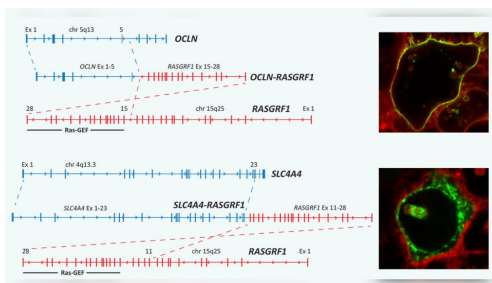 Ex 1 chr 5q13 5 OCLN
OCLN Ex 1-5 RASGRF1 Ex 15-28 OCLN-RASGRF1
28 15 chr 15q25 RASGRF1 Ex 1
Ras-GEF
Ex 1 chr 4q13.3 23 SLC4A4
SLC4A4-RASGRF1
SLC4A4 Ex 1-23 RASGRF1 Ex 11-28
28 11 chr 15q25 RASGRF1 Ex 1
Ras-GEF